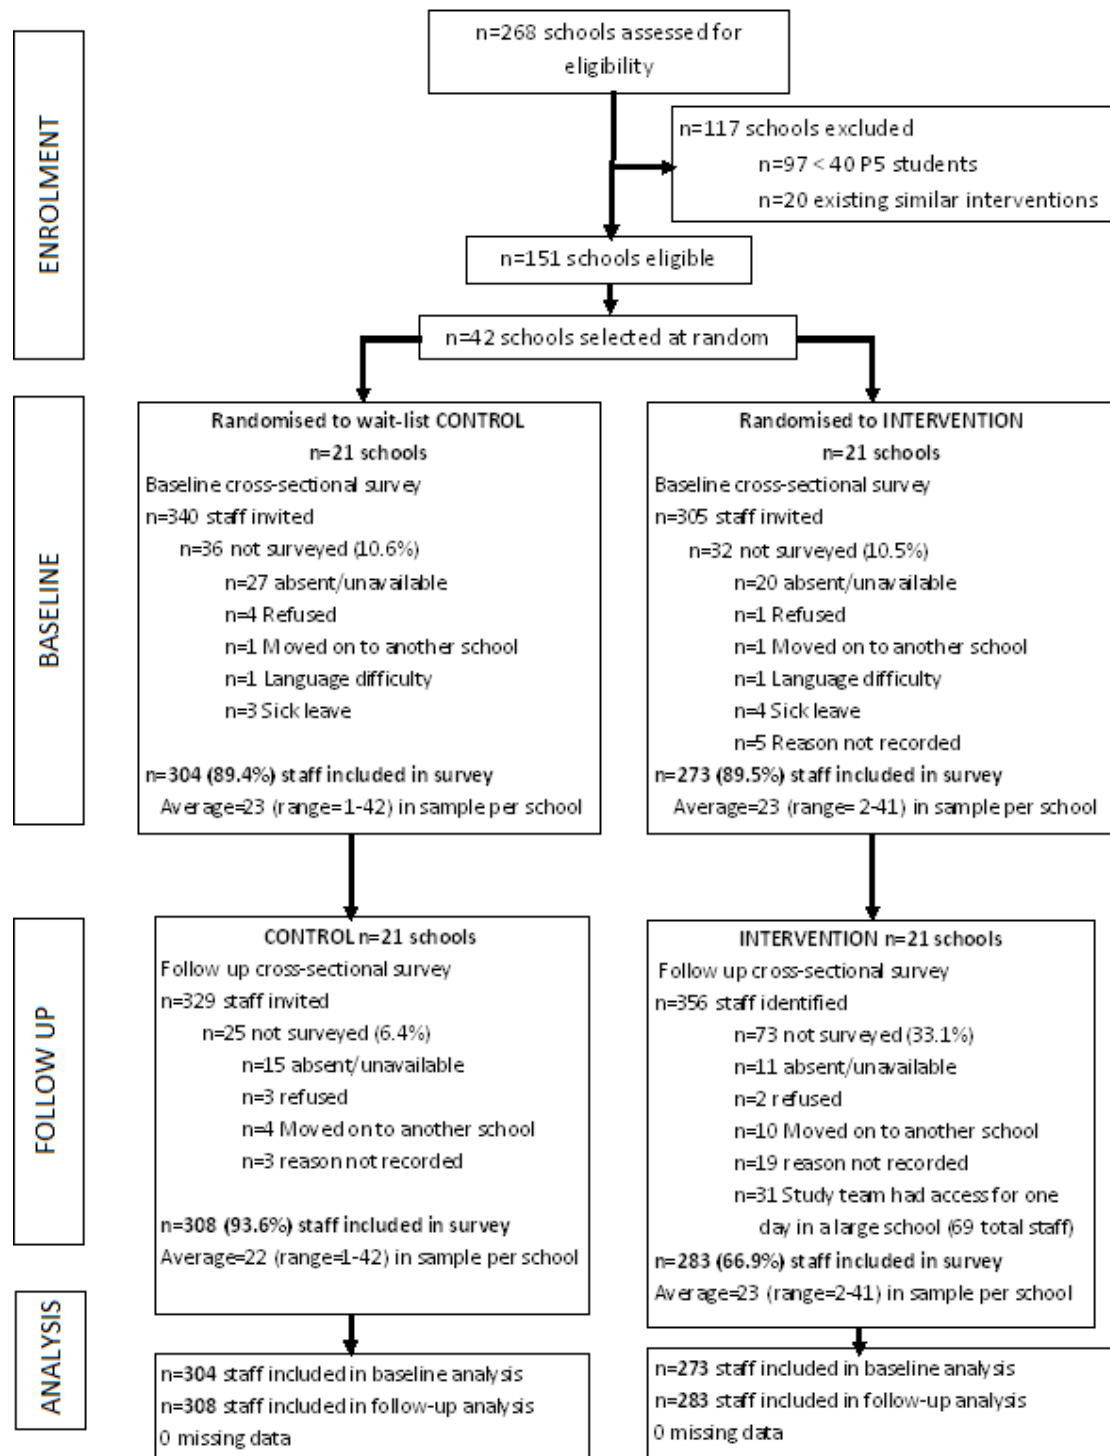 ENROLMENT
n=268 schools assessed for
eligibility
n=117 schools excluded
n=97 < 40 P5 students
n=20 existing similar interventions
n=151 schools eligible
n=42 schools selected at random
BASELINE
Randomised to wait-list CONTROL
n=21 schools
Baseline cross-sectional survey
n=340 staff invited
n=36 not surveyed (10.6%)
n=27 absent/unavailable
n=4 Refused
n=1 Moved on to another school
n=1 Language difficulty
n=3 Sick leave
n=304 (89.4%) staff included in survey
Average=23 (range=1-42) in sample per school
Randomised to INTERVENTION
n=21 schools
Baseline cross-sectional survey
n=305 staff invited
n=32 not surveyed (10.5%)
n=20 absent/unavailable
n=1 Refused
n=1 Moved on to another school
n=1 Language difficulty
n=4 Sick leave
n=5 Reason not recorded
n=273 (89.5%) staff included in survey
Average=23 (range= 2-41) in sample per school
FOLLOW UP
CONTROL n=21 schools
Follow up cross-sectional survey
n=329 staff invited
n=25 not surveyed (6.4%)
n=15 absent/unavailable
n=3 refused
n=4 Moved on to another school
n=3 reason not recorded
n=308 (93.6%) staff included in survey
Average=22 (range=1-42) in sample per school
INTERVENTION n=21 schools
Follow up cross-sectional survey
n=356 staff identified
n=73 not surveyed (33.1%)
n=11 absent/unavailable
n=2 refused
n=10 Moved on to another school
n=19 reason not recorded
n=31 Study team had access for one
day in a large school (69 total staff)
n=283 (66.9%) staff included in survey
Average=23 (range=2-41) in sample per school
ANALYSIS
n=304 staff included in baseline analysis
n=308 staff included in follow-up analysis
0 missing data
n=273 staff included in baseline analysis
n=283 staff included in follow-up analysis
0 missing data